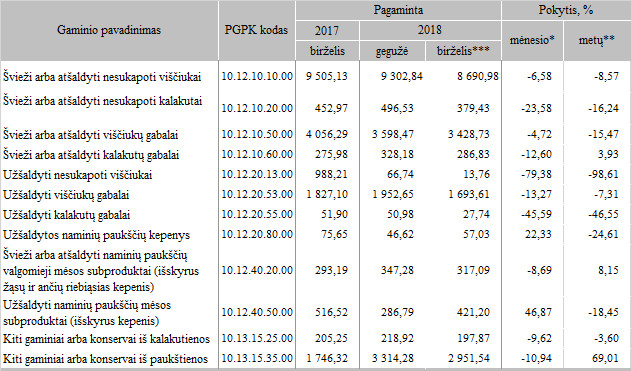 Gaminio pavadinimas PGPK kodas Pagaminta Pokytis, %
2017 2018 mėnesio* metų**
birželis gegužė birželis***
Švieži arba atšaldyti nesukapoti viščiukai 10.12.10.10.00 9 505,13 9 302,84 8 690,98 -6,58 -8,57
Švieži arba atšaldyti nesukapoti kalakutai 10.12.10.20.00 452,97 496,53 379,43 -23,58 -16,24
Švieži arba atšaldyti viščiukų gabalai 10.12.10.50.00 4 056,29 3 598,47 3 428,73 -4,72 -15,47
Švieži arba atšaldyti kalakutų gabalai 10.12.10.60.00 275,98 328,18 286,83 -12,60 3,93
Užšaldyti nesukapoti viščiukai 10.12.20.13.00 988,21 66,74 13,76 -79,38 -98,61
Užšaldyti viščiukų gabalai 10.12.20.53.00 1 827,10 1 952,65 1 693,61 -13,27 -7,31
Užšaldyti kalakutų gabalai 10.12.20.55.00 51,90 50,98 27,74 -45,59 -46,55
Užšaldytos naminių paukščių kepenys 10.12.20.80.00 75,65 46,62 57,03 22,33 -24,61
Švieži arba atšaldyti naminių paukščių
valgomieji mėsos subproduktai (išskyrus
žąsų ir ančių riebiąsias kepenis) 10.12.40.20.00 293,19 347,28 317,09 -8,69 8,15
Užšaldyti naminių paukščių mėsos
subproduktai (išskyrus kepenis) 10.12.40.50.00 516,52 286,79 421,20 46,87 -18,45
Kiti gaminiai arba konservai iš kalakutienos 10.13.15.25.00 205,25 218,92 197,87 -9,62 -3,60
Kiti gaminiai arba konservai iš paukštienos 10.13.15.35.00 1 746,32 3 314,28 2 951,54 -10,94 69,01